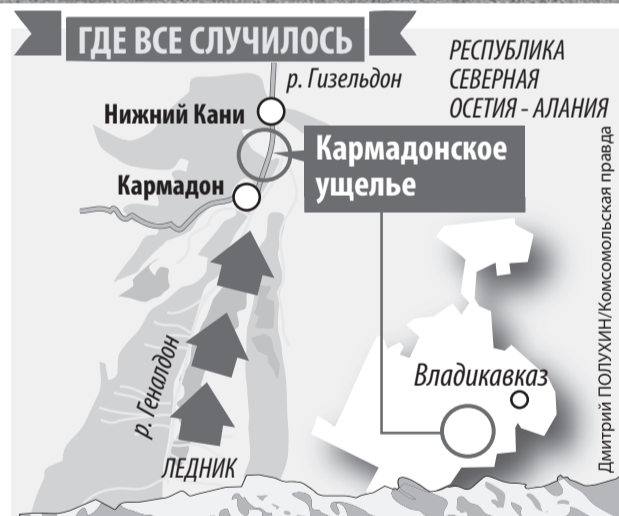 ГДЕ ВСЕ СЛУЧИЛОСЬ
РЕСПУБЛИКА
СЕВЕРНАЯ
ОСЕТИЯ - АЛАНИЯ
р. Гизельдон
Нижний Кани
Кармадонское
ущелье
Кармадон
р. Геналдон
Владикавказ
ЛЕДНИК
Дмитрий ПОЛУХИН/Комсомольская правда